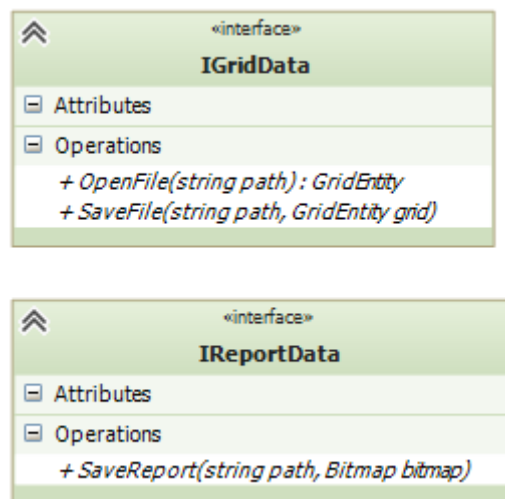 «interface»
IGridData
Attributes
Operations
+ OpenFile(string path) : GridEntity
+ SaveFile(string path, GridEntity grid)
«interface»
IReportData
Attributes
Operations
+ SaveReport(string path, Bitmap bitmap)